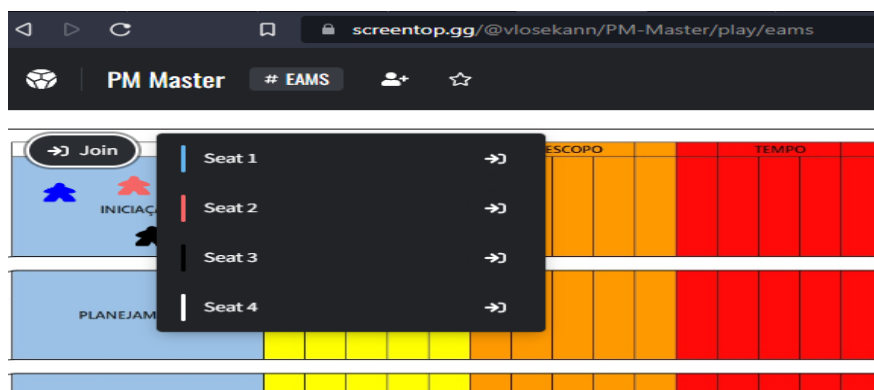 screentop.gg/@vlosekann/PM-Master/play/eams
PM Master # EAMS
Join
Seat 1
Seat 2
Seat 3
Seat 4
ESCOPO
TEMPO
INICIAÇ
PLANEJAM